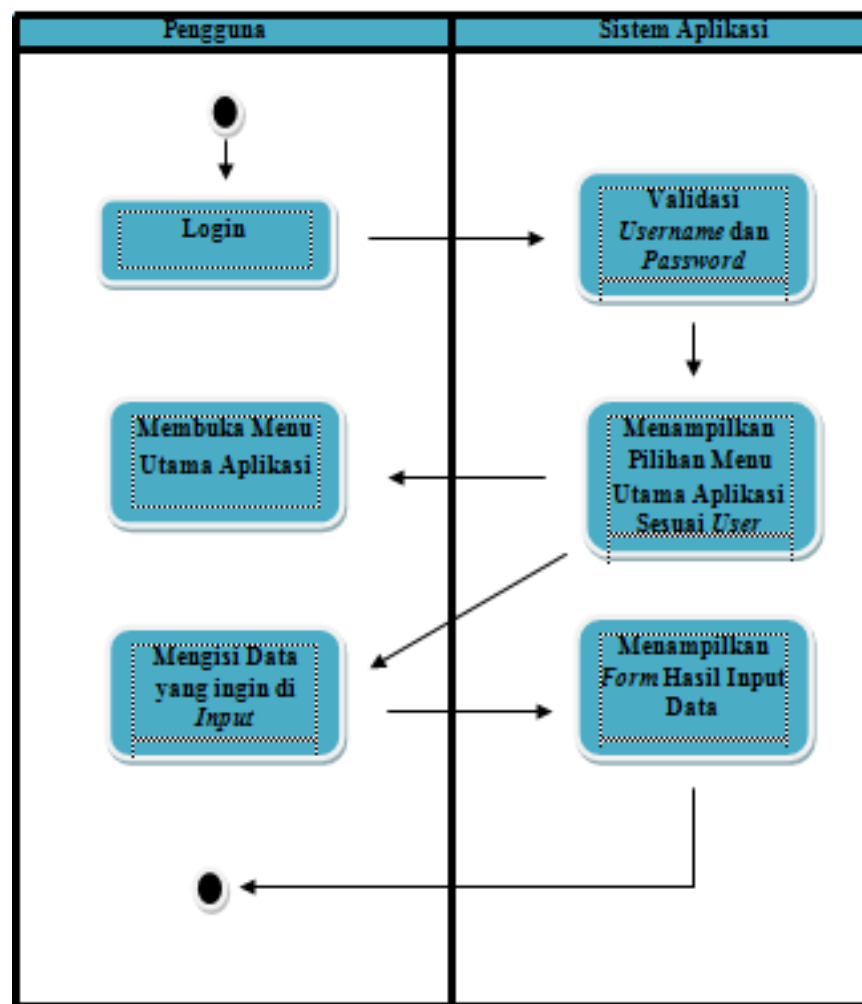 Pengguna
Sistem Aplikasi
Login
Validasi
Username dan
Password
Membuka Menu
Utama Aplikasi
Menampilkan
Pilihan Menu
Utama Aplikasi
Sesuai User
Mengisi Data
yang ingin di
Input
Menampilkan
Form Hasil Input
Data